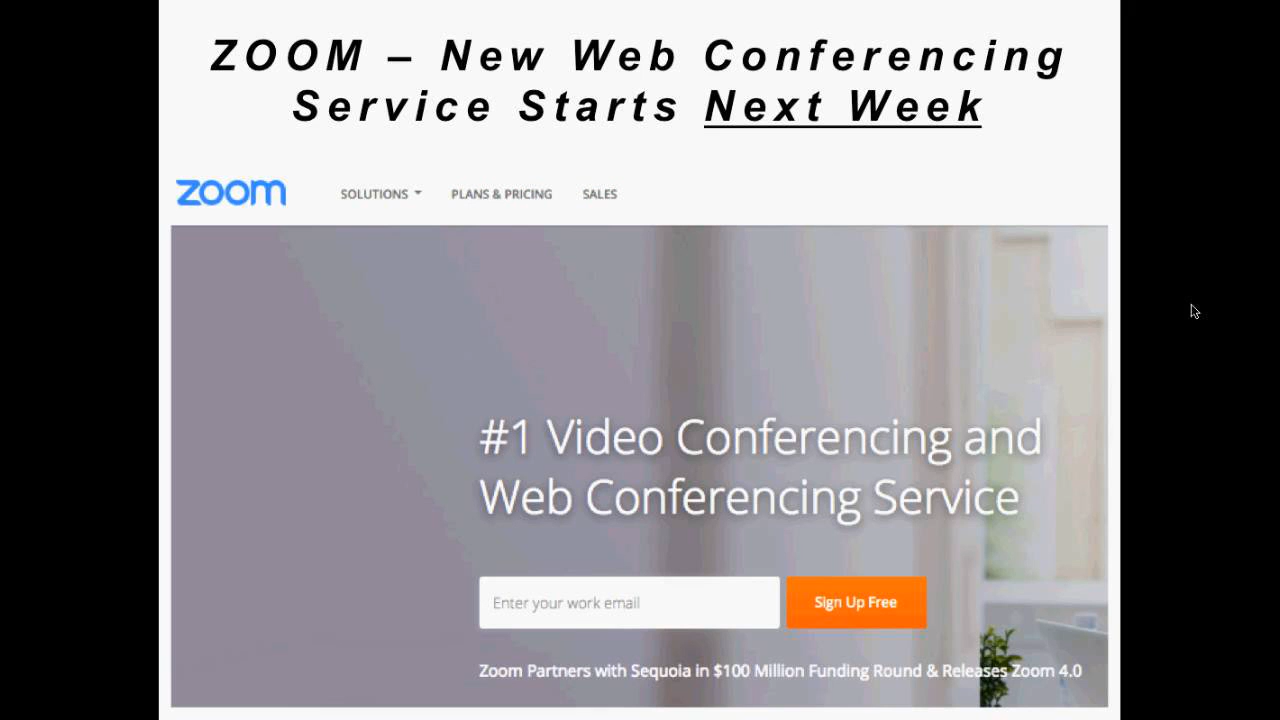 ZOOM – New Web Conferencing
Service Starts Next Week
zoom
SOLUTIONS PLANS & PRICING SALES
#1 Video Conferencing and
Web Conferencing Service
Enter your work email
Sign Up Free
Zoom Partners with Sequoia in $100 Million Funding Round & Releases Zoom 4.0